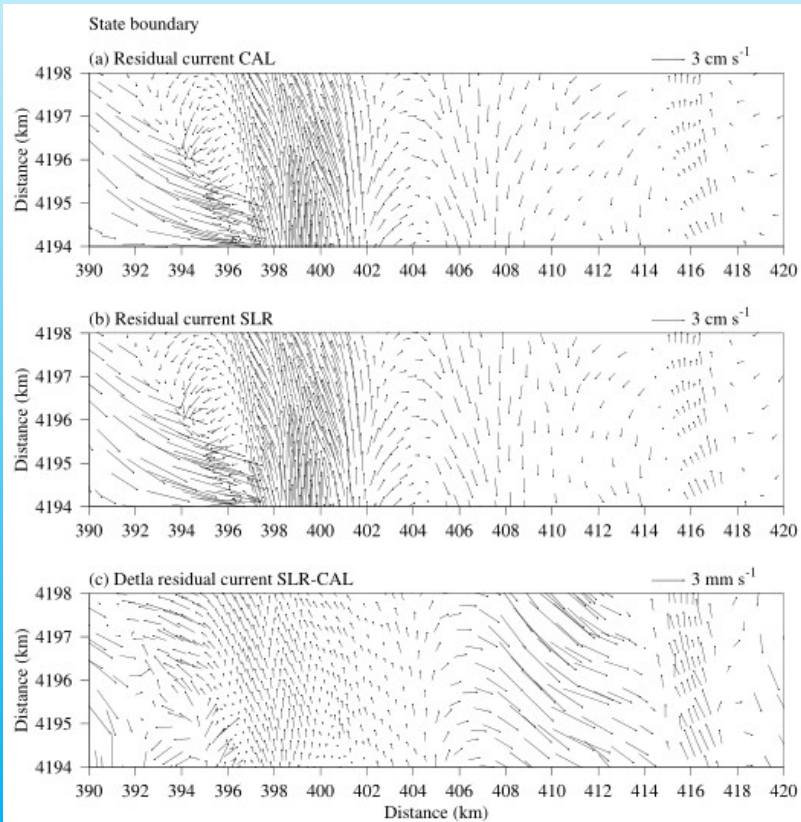 State boundary
(a) Residual current CAL
3 cm s⁻¹
4198
4197
4196
4195
4194
Distance (km)
390 392 394 396 398 400 402 404 406 408 410 412 414 416 418 420
(b) Residual current SLR
3 cm s⁻¹
4198
4197
4196
4195
4194
Distance (km)
390 392 394 396 398 400 402 404 406 408 410 412 414 416 418 420
(c) Detla residual current SLR-CAL
3 mm s⁻¹
4198
4197
4196
4195
4194
Distance (km)
390 392 394 396 398 400 402 404 406 408 410 412 414 416 418 420
Distance (km)